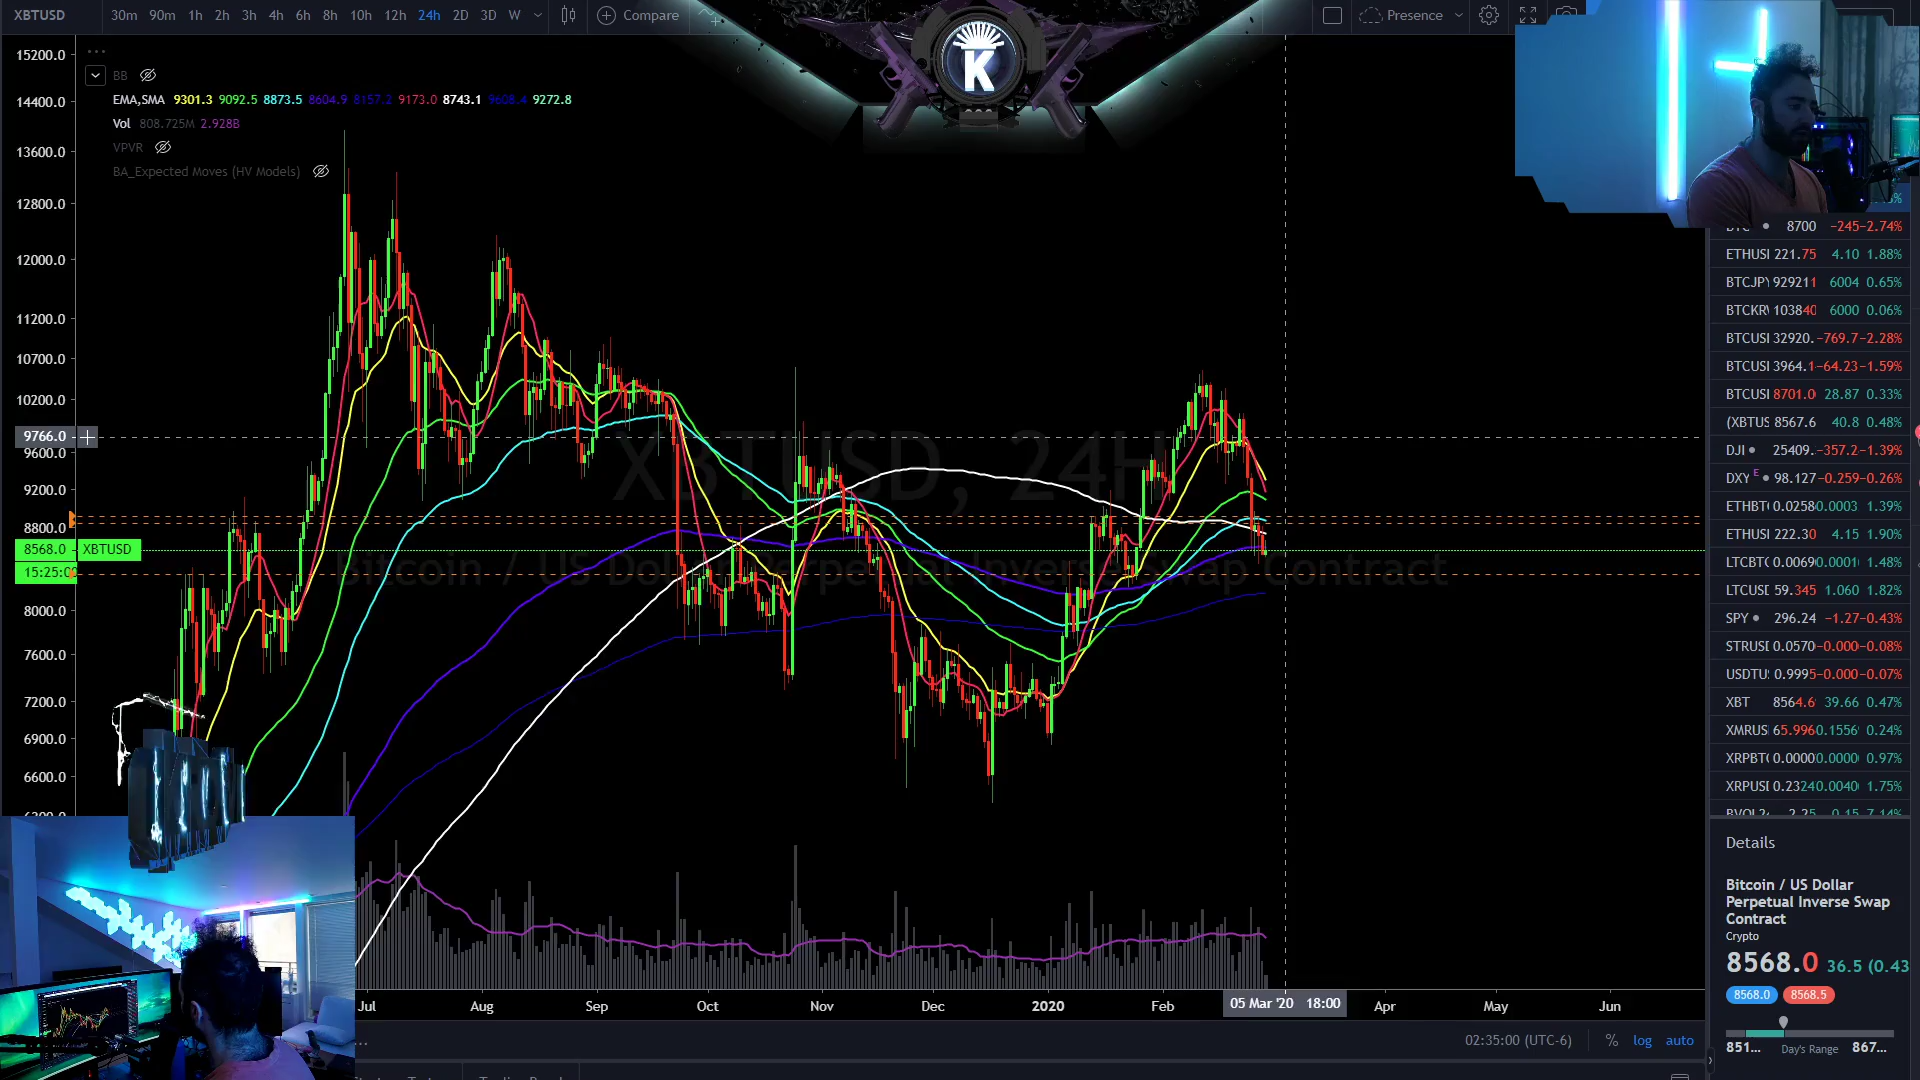 XBTUSD 30m 90m 1h 2h 3h 4h 6h 8h 10h 12h 24h 2D 3D W Compare Presence
K
BB
EMA,SMA 9301.3 9092.5 8873.5 8604.9 8157.2 9173.0 8743.1 9608.4 9272.8
Vol 808.725M 2.928B
VPVR
BA_Expected Moves (HV Models)
15200.0
14400.0
13600.0
12800.0
12000.0
11200.0
10700.0
10200.0
9766.0
9600.0
9200.0
8800.0
8568.0 XBTUSD
15:25:0
8000.0
7600.0
7200.0
6900.0
6600.0
XBTUSD, 24H
Bitcoin / US Dollar Perpetual Inverse Swap Contract
BTC 8700 −245 −2.74%
ETHUSI 221.75 4.10 1.88%
BTCJPY 929211 6004 0.65%
BTCKRV 103840 6000 0.06%
BTCUSI 32920. −769.7 −2.28%
BTCUSI 3964.1 −64.23 −1.59%
BTCUSI 8701.0 28.87 0.33%
(XBTUS 8567.6 40.8 0.48%
DJI 25409. −357.2 −1.39%
DXY E 98.127 −0.259 −0.26%
ETHBT( 0.0258 0.0003 1.39%
ETHUSI 222.30 4.15 1.90%
LTCBT( 0.0069 0.0001 1.48%
LTCUSI 59.345 1.060 1.82%
SPY 296.24 −1.27 −0.43%
STRUSI 0.0570 −0.000 −0.08%
USDTU: 0.9995 −0.000 −0.07%
XBT 8564.6 39.66 0.47%
XMRUS 65.996 0.1556 0.24%
XRPBT( 0.0000 0.0000 0.97%
XRPUSI 0.2324 0.0040 1.75%
Details
Bitcoin / US Dollar
Perpetual Inverse Swap
Contract
Crypto
8568.0 36.5 (0.43
8568.0 8568.5
851... Day's Range 867...
Jul Aug Sep Oct Nov Dec 2020 Feb 05 Mar '20 18:00 Apr May Jun
02:35:00 (UTC-6) % log auto